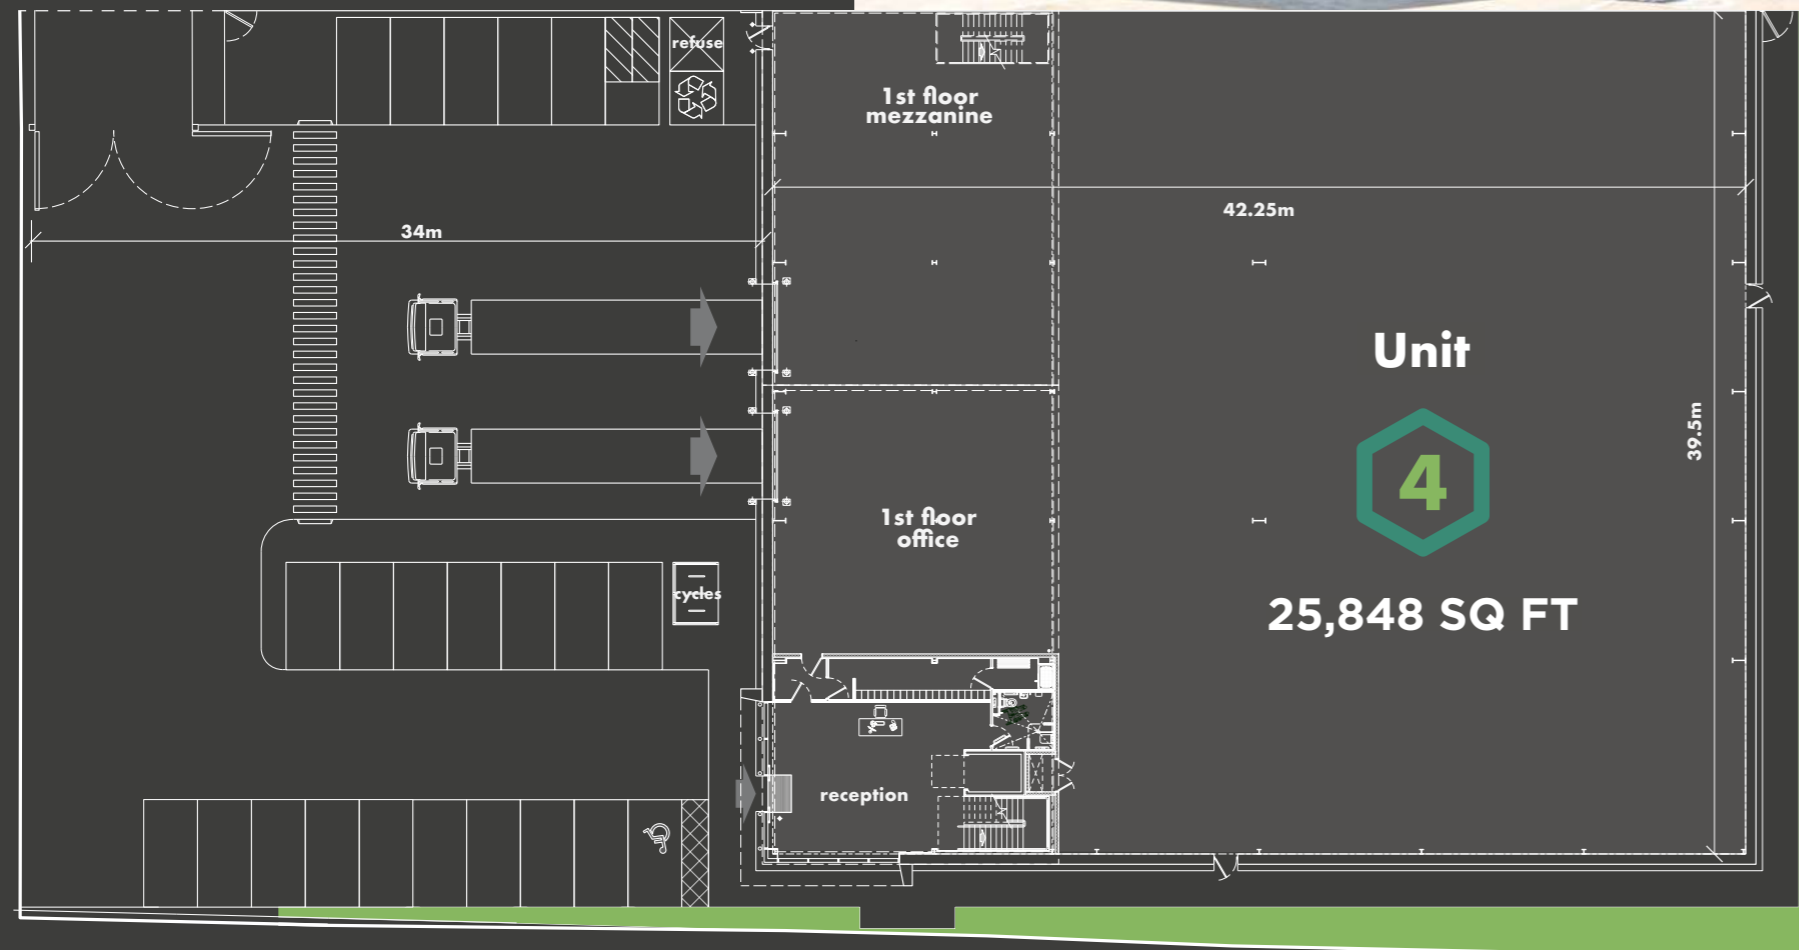 refuse
1st floor
mezzanine
42.25m
34m
Unit
39.5m
4
1st floor
office
cycles
25,848 SQ FT
reception